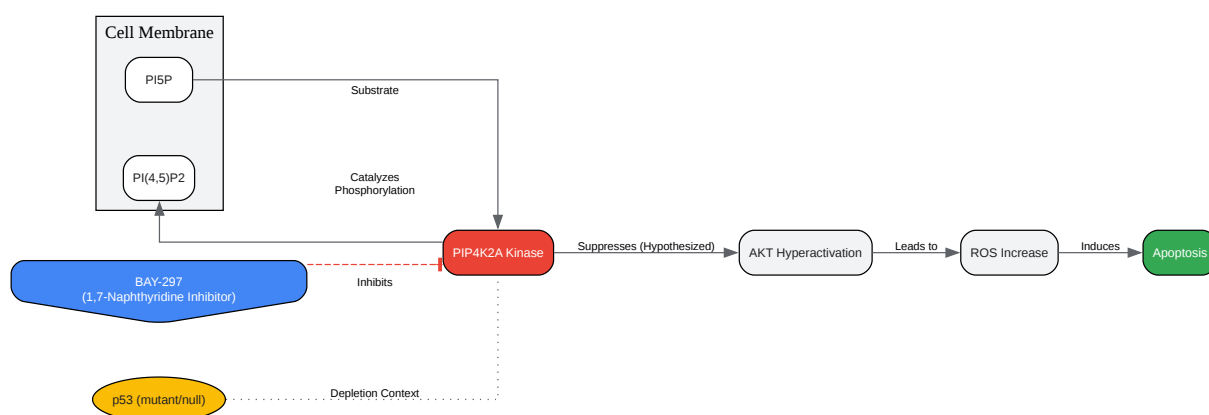 Cell Membrane
PI5P
Substrate
PI(4,5)P2
Catalyzes
Phosphorylation
PIP4K2A Kinase
Suppresses (Hypothesized)
AKT Hyperactivation
Leads to
ROS Increase
Induces
Apoptosis
BAY-297
(1,7-Naphthyridine Inhibitor)
Inhibits
p53 (mutant/null)
Depletion Context